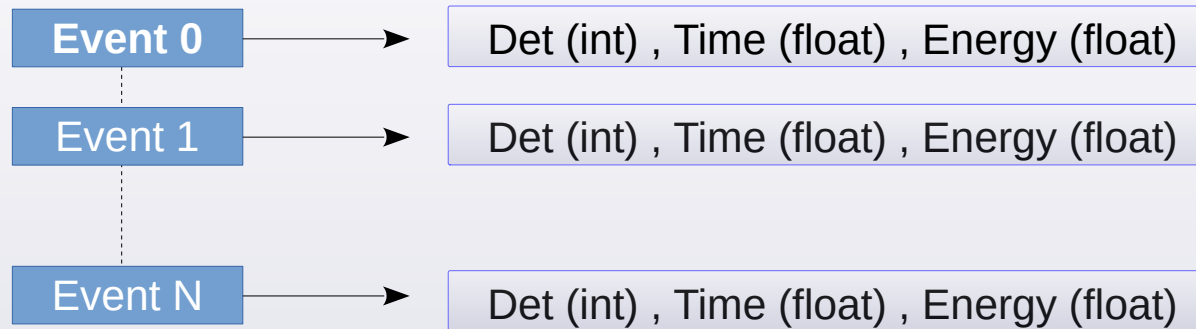 Event 0
Det (int) , Time (float) , Energy (float)
Event 1
Det (int) , Time (float) , Energy (float)
Event N
Det (int) , Time (float) , Energy (float)